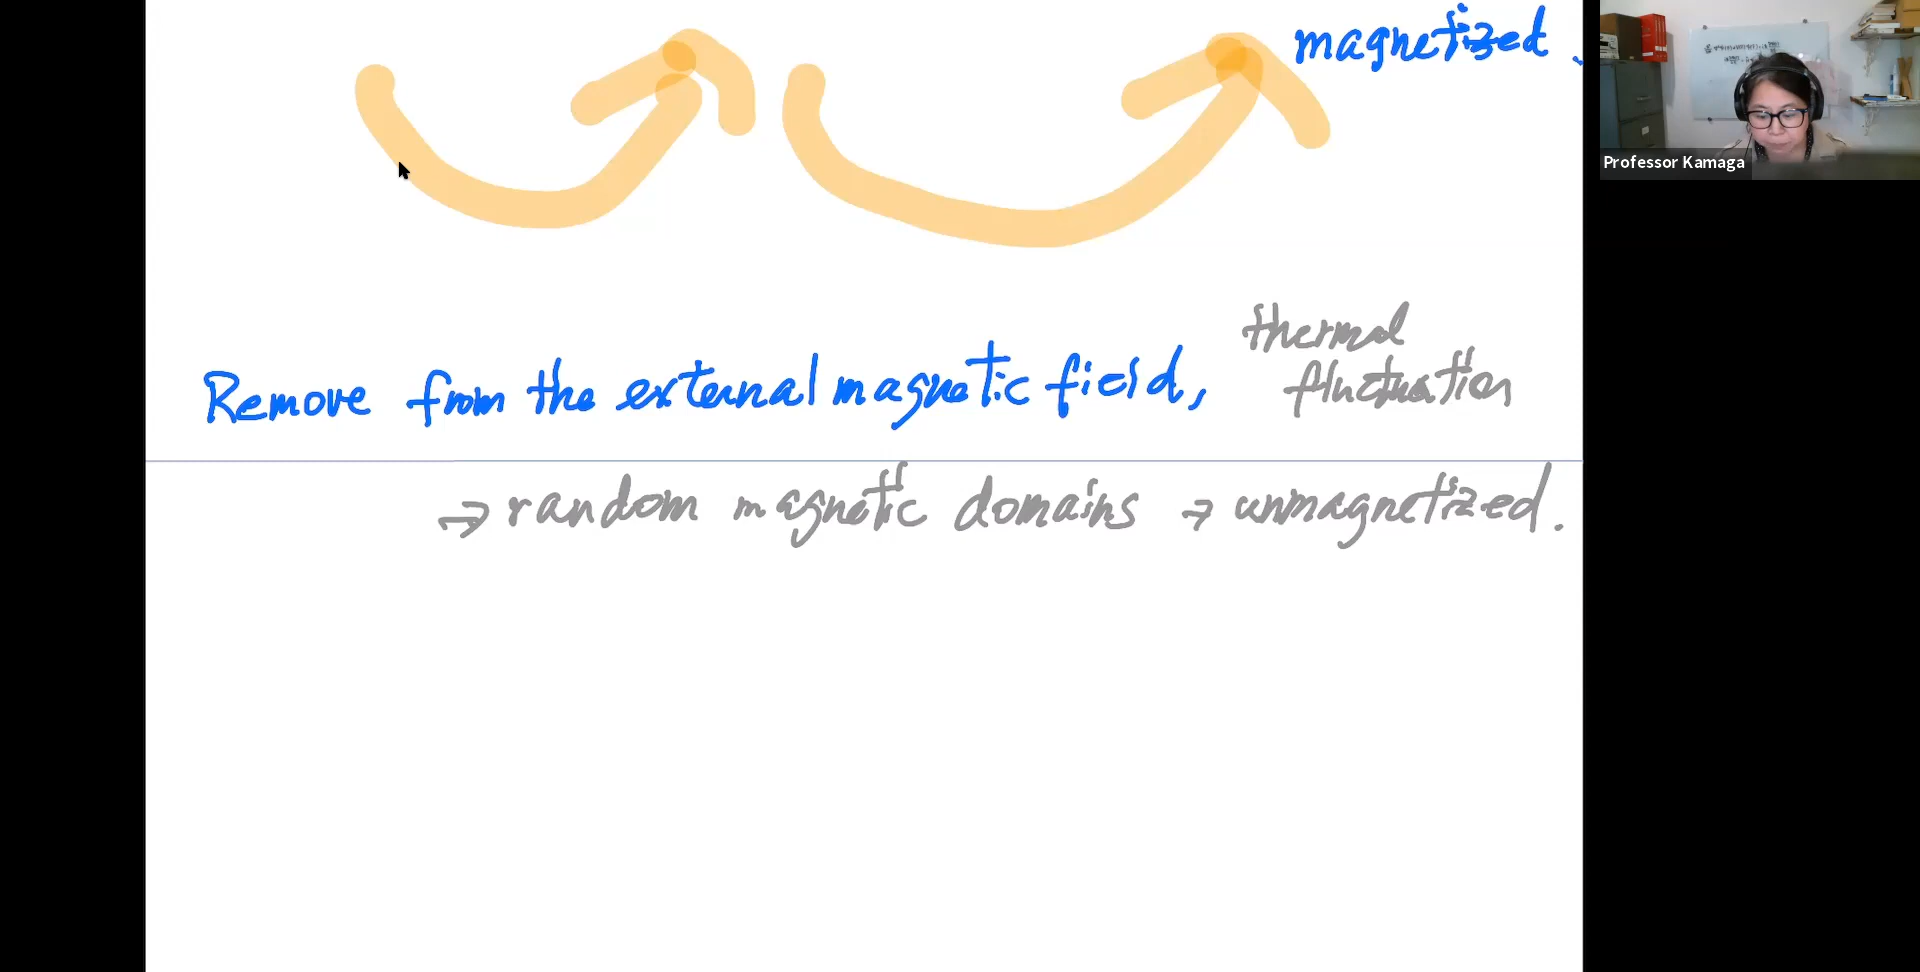 magnetized.
Professor Kamaga
thermal
fluctuation
Remove from the external magnetic field,
→ random magnetic domains → unmagnetized.